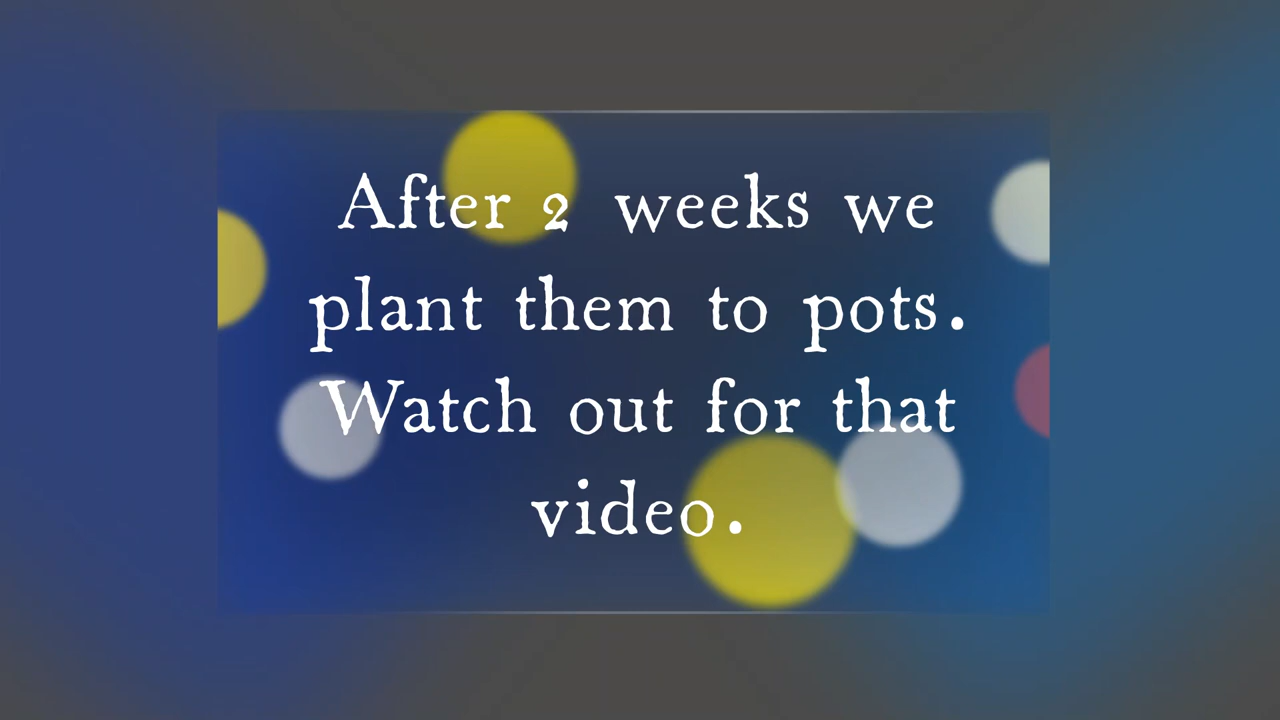 After 2 weeks we
plant them to pots.
Watch out for that
video.